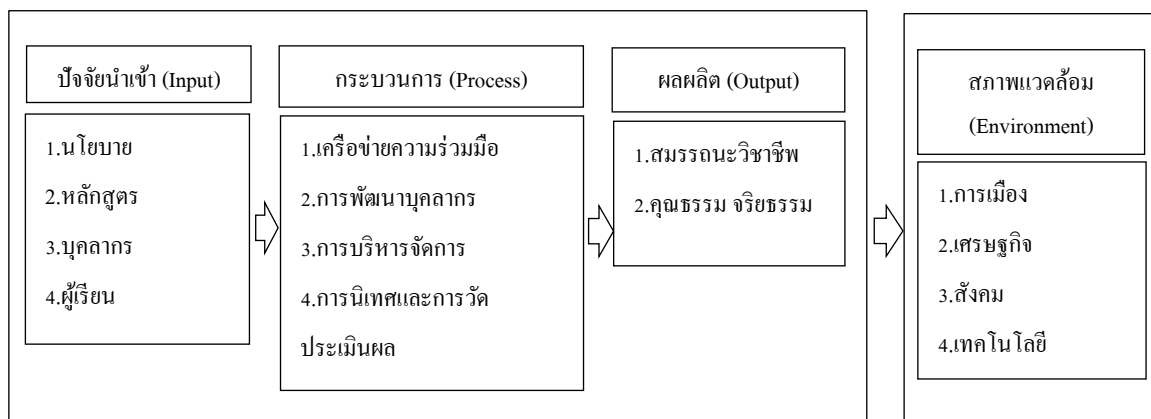 ปัจจัยนำเข้า (Input)
1.นโยบาย
2.หลักสูตร
3.บุคลากร
4.ผู้เรียน
กระบวนการ (Process)
1.เครือข่ายความร่วมมือ
2.การพัฒนาบุคลากร
3.การบริหารจัดการ
4.การนิเทศและการวัด
ประเมินผล
ผลผลิต (Output)
1.สมรรถนะวิชาชีพ
2.คุณธรรม จริยธรรม
สภาพแวดล้อม
(Environment)
1.การเมือง
2.เศรษฐกิจ
3.สังคม
4.เทคโนโลยี